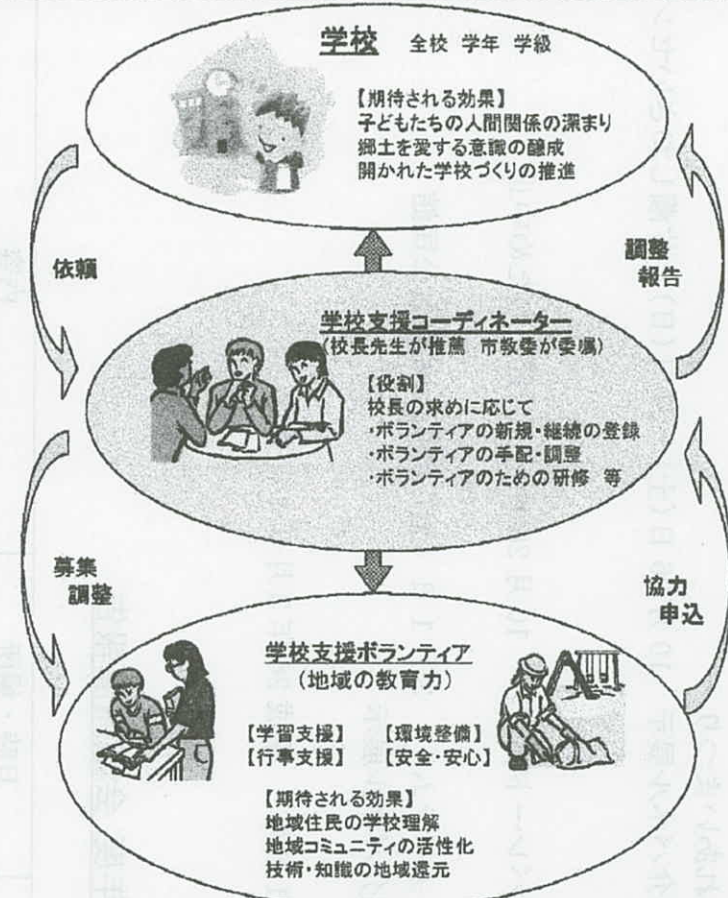 学校 全校 学年 学級
【期待される効果】
子どもたちの人間関係の深まり
郷土を愛する意識の醸成
開かれた学校づくりの推進
依頼
調整
報告
学校支援コーディネーター
(校長先生が推薦 市教委が委嘱)
【役割】
校長の求めに応じて
・ボランティアの新規・継続の登録
・ボランティアの手配・調整
・ボランティアのための研修 等
募集
調整
協力
申込
学校支援ボランティア
(地域の教育力)
【学習支援】 【環境整備】
【行事支援】 【安全・安心】
【期待される効果】
地域住民の学校理解
地域コミュニティの活性化
技術・知識の地域還元